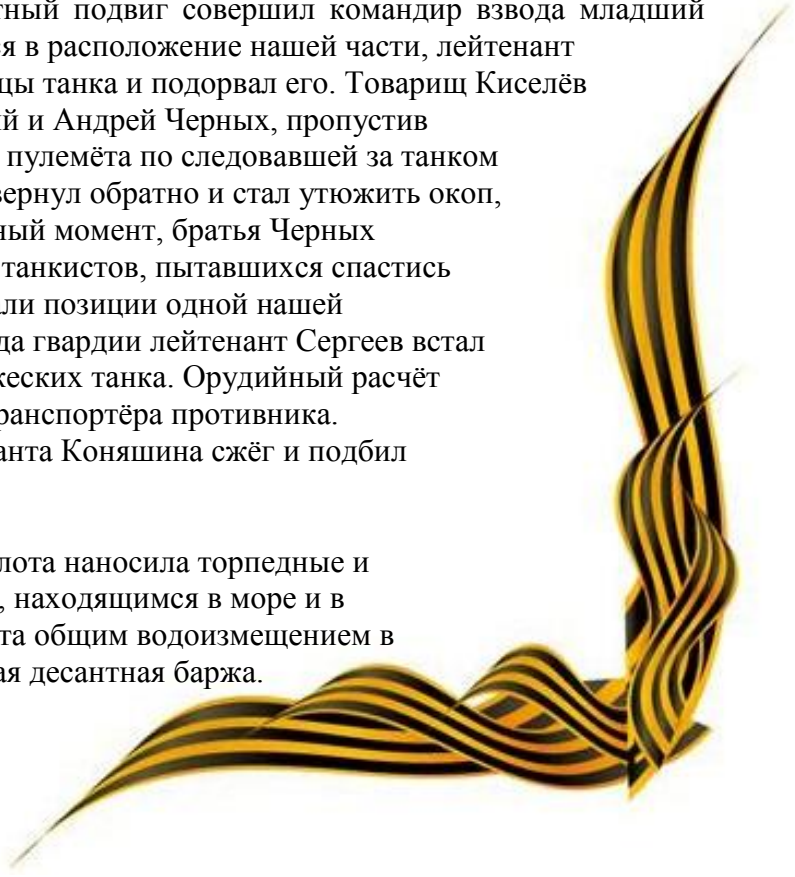 тный подвиг совершил командир взвода младший
ся в расположение нашей части, лейтенант
цы танка и подорвал его. Товарищ Киселёв
ий и Андрей Черных, пропустив
пулемёта по следовавшей за танком
вернул обратно и стал утюжить окоп,
ный момент, братья Черных
танкистов, пытавшихся спастись
али позиции одной нашей
да гвардии лейтенант Сергеев встал
жеских танка. Орудийный расчёт
ранспортёра противника.
анта Коняшина сжёг и подбил
лота наносила торпедные и
, находящимся в море и в
та общим водоизмещением в
ая десантная баржа.